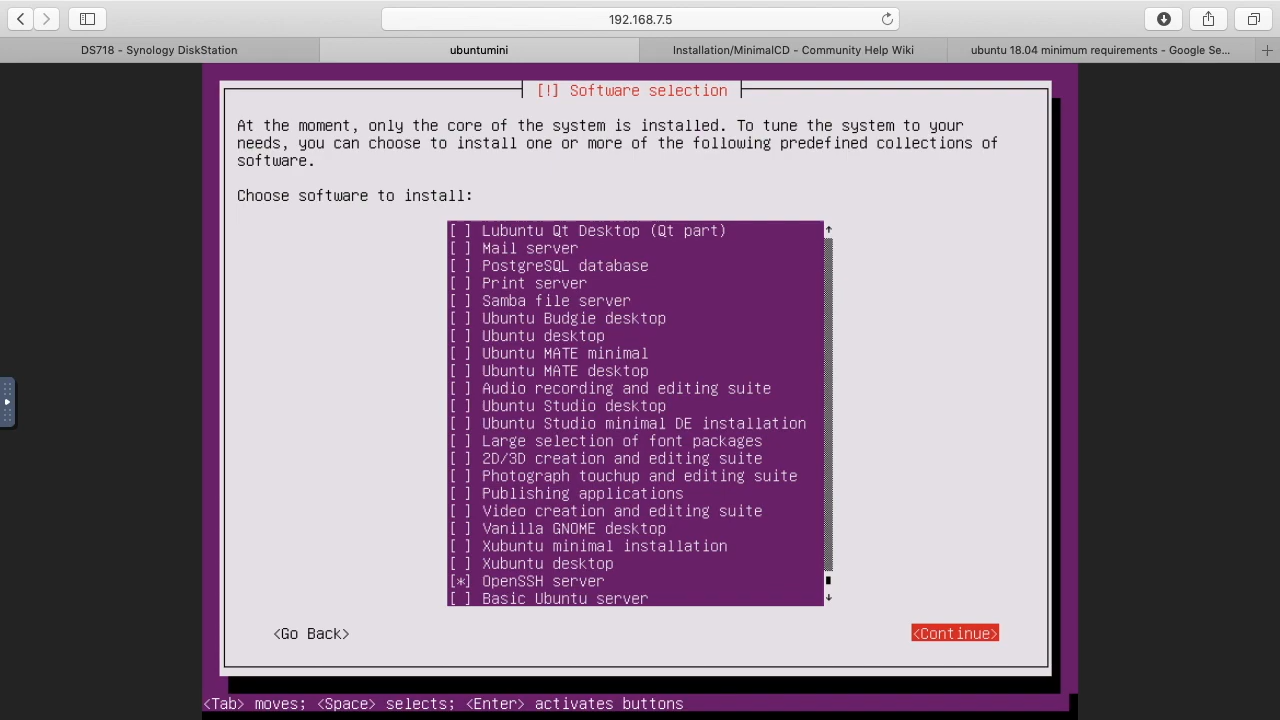 192.168.7.5
DS718 - Synology DiskStation
ubuntumini
Installation/MinimalCD - Community Help Wiki
ubuntu 18.04 minimum requirements - Google Se...
[!] Software selection
At the moment, only the core of the system is installed. To tune the system to your
needs, you can choose to install one or more of the following predefined collections of
software.
Choose software to install:
[ ] Lubuntu Qt Desktop (Qt part)
[ ] Mail server
[ ] PostgreSQL database
[ ] Print server
[ ] Samba file server
[ ] Ubuntu Budgie desktop
[ ] Ubuntu desktop
[ ] Ubuntu MATE minimal
[ ] Ubuntu MATE desktop
[ ] Audio recording and editing suite
[ ] Ubuntu Studio desktop
[ ] Ubuntu Studio minimal DE installation
[ ] Large selection of font packages
[ ] 2D/3D creation and editing suite
[ ] Photograph touchup and editing suite
[ ] Publishing applications
[ ] Video creation and editing suite
[ ] Vanilla GNOME desktop
[ ] Xubuntu minimal installation
[ ] Xubuntu desktop
[*] OpenSSH server
[ ] Basic Ubuntu server
<Go Back> <Continue>
<Tab> moves; <Space> selects; <Enter> activates buttons